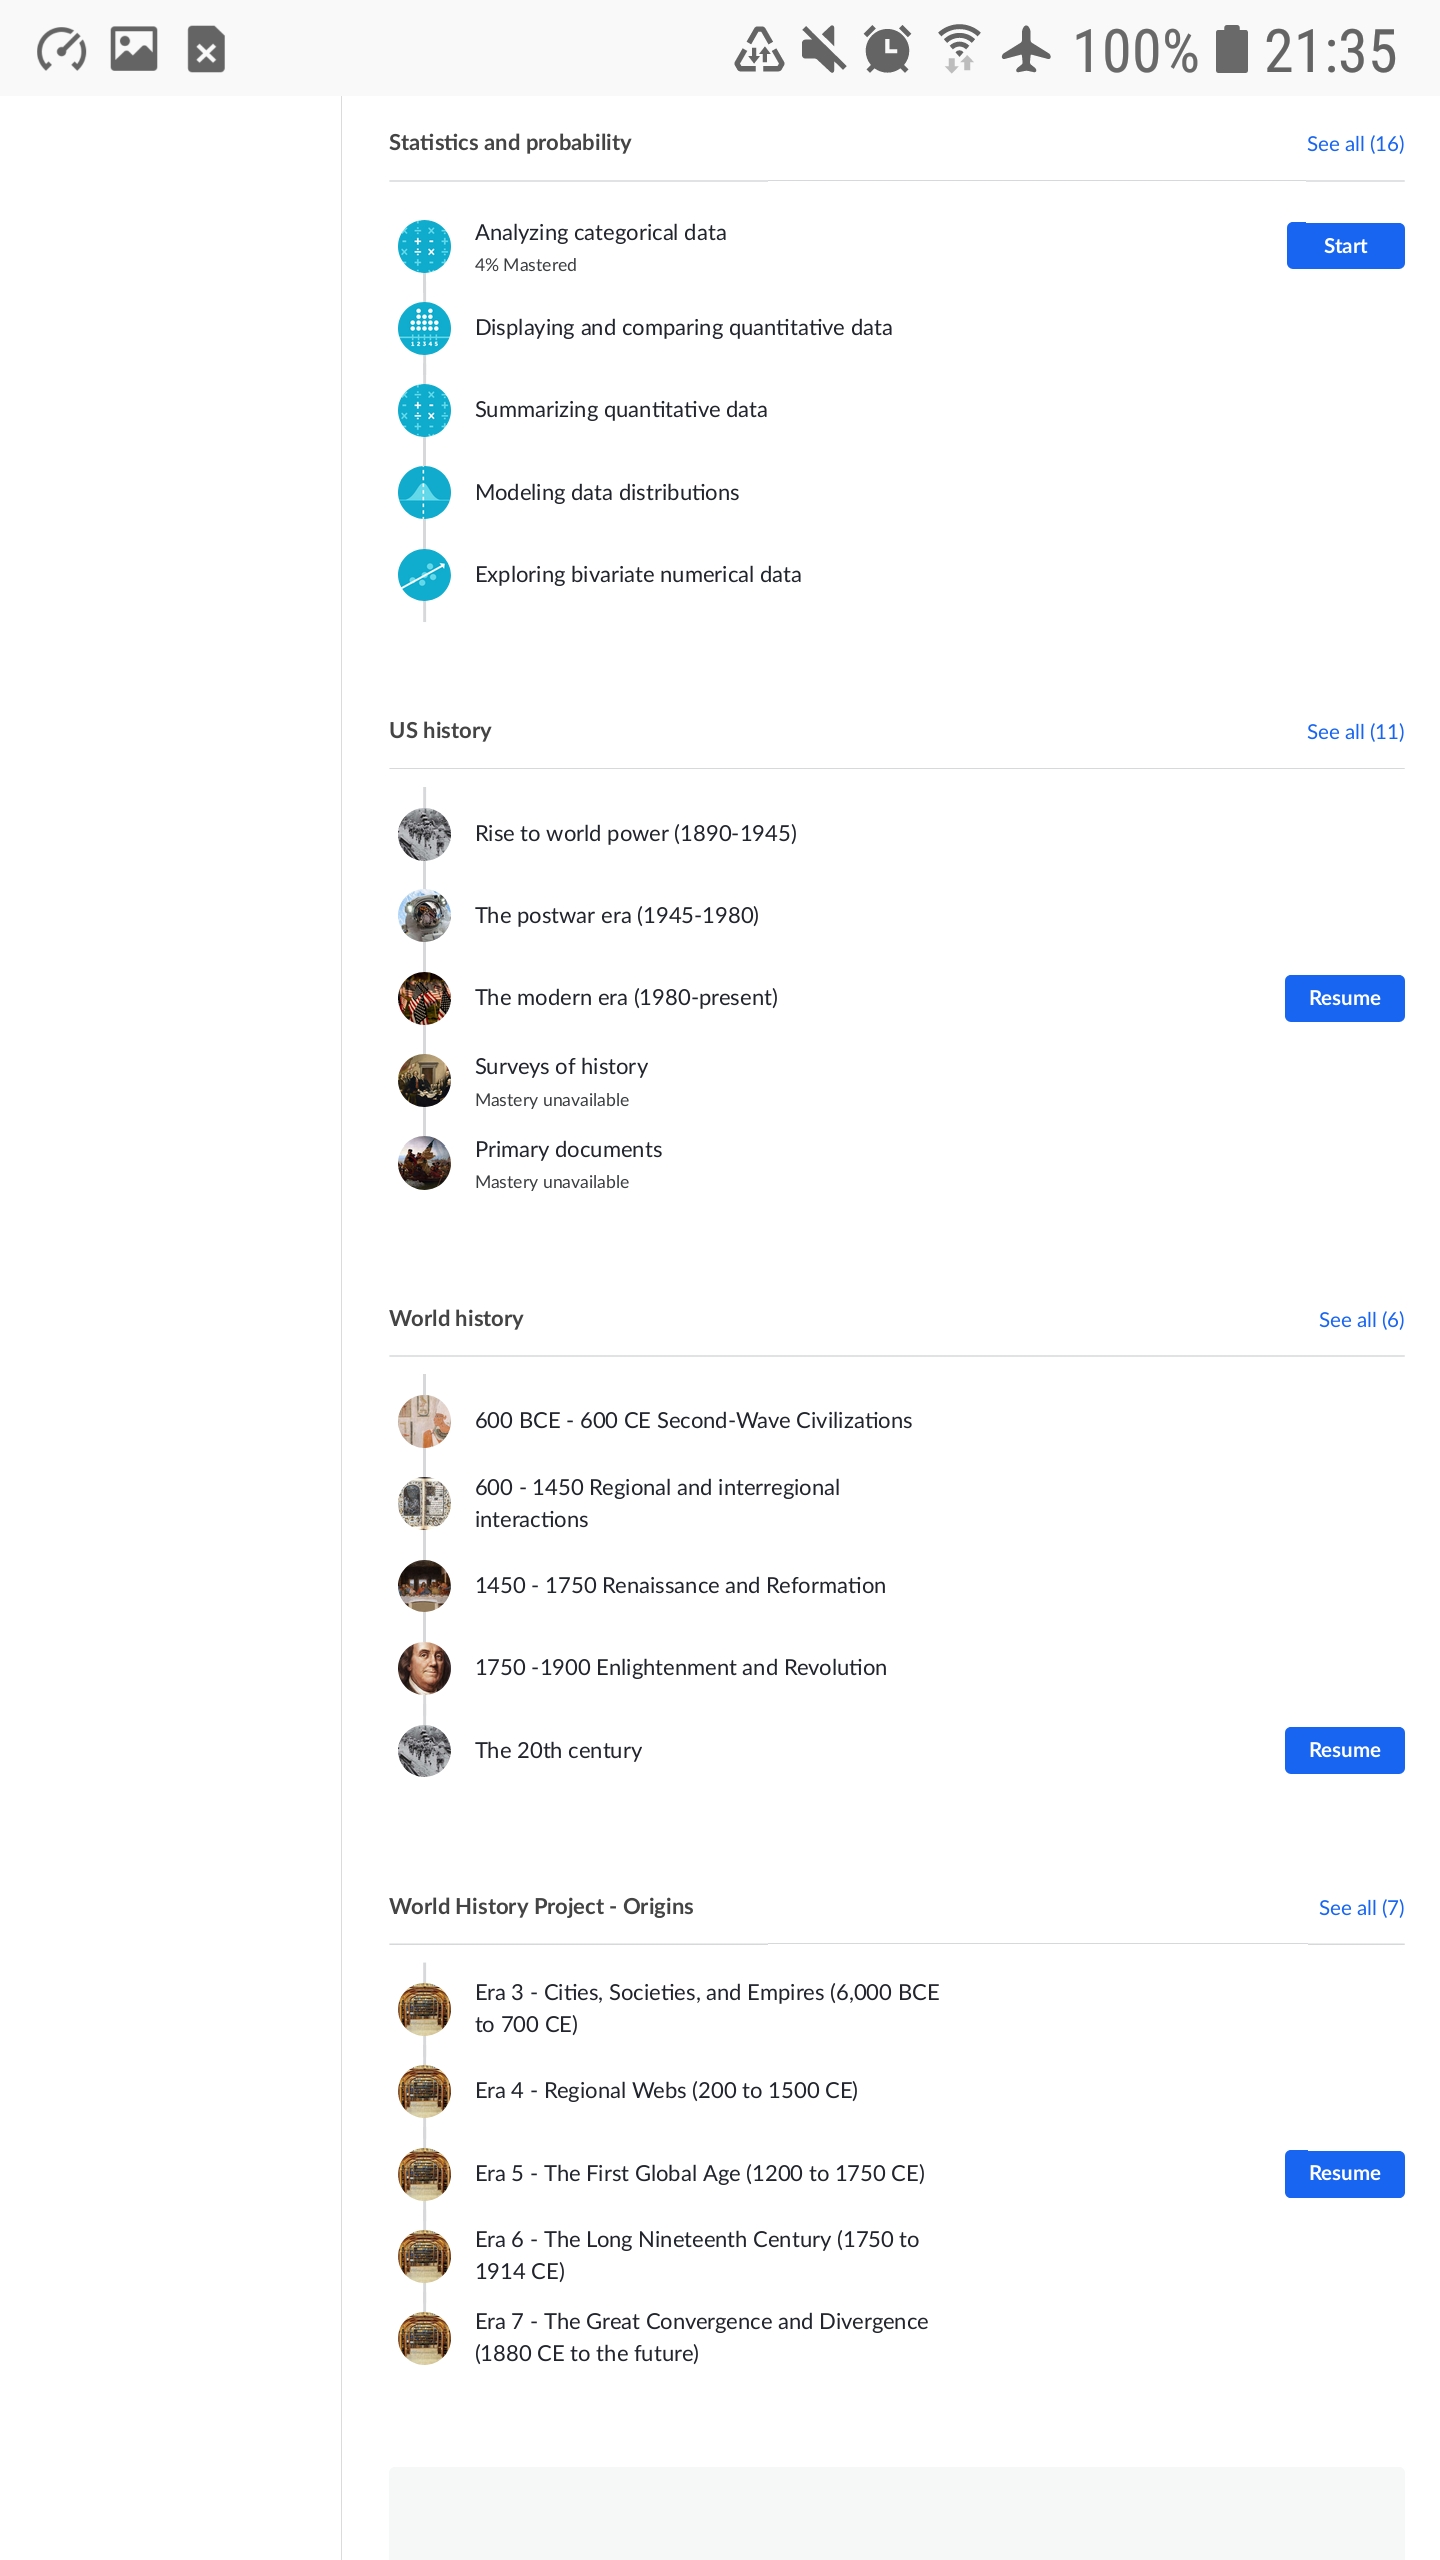 100% 21:35
Statistics and probability See all (16)
Analyzing categorical data
4% Mastered
Start
Displaying and comparing quantitative data
1 2 3 4 5
Summarizing quantitative data
Modeling data distributions
Exploring bivariate numerical data
US history See all (11)
Rise to world power (1890-1945)
The postwar era (1945-1980)
The modern era (1980-present) Resume
Surveys of history
Mastery unavailable
Primary documents
Mastery unavailable
World history See all (6)
600 BCE - 600 CE Second-Wave Civilizations
600 - 1450 Regional and interregional
interactions
1450 - 1750 Renaissance and Reformation
1750 -1900 Enlightenment and Revolution
The 20th century Resume
World History Project - Origins See all (7)
Era 3 - Cities, Societies, and Empires (6,000 BCE
to 700 CE)
Era 4 - Regional Webs (200 to 1500 CE)
Era 5 - The First Global Age (1200 to 1750 CE) Resume
Era 6 - The Long Nineteenth Century (1750 to
1914 CE)
Era 7 - The Great Convergence and Divergence
(1880 CE to the future)